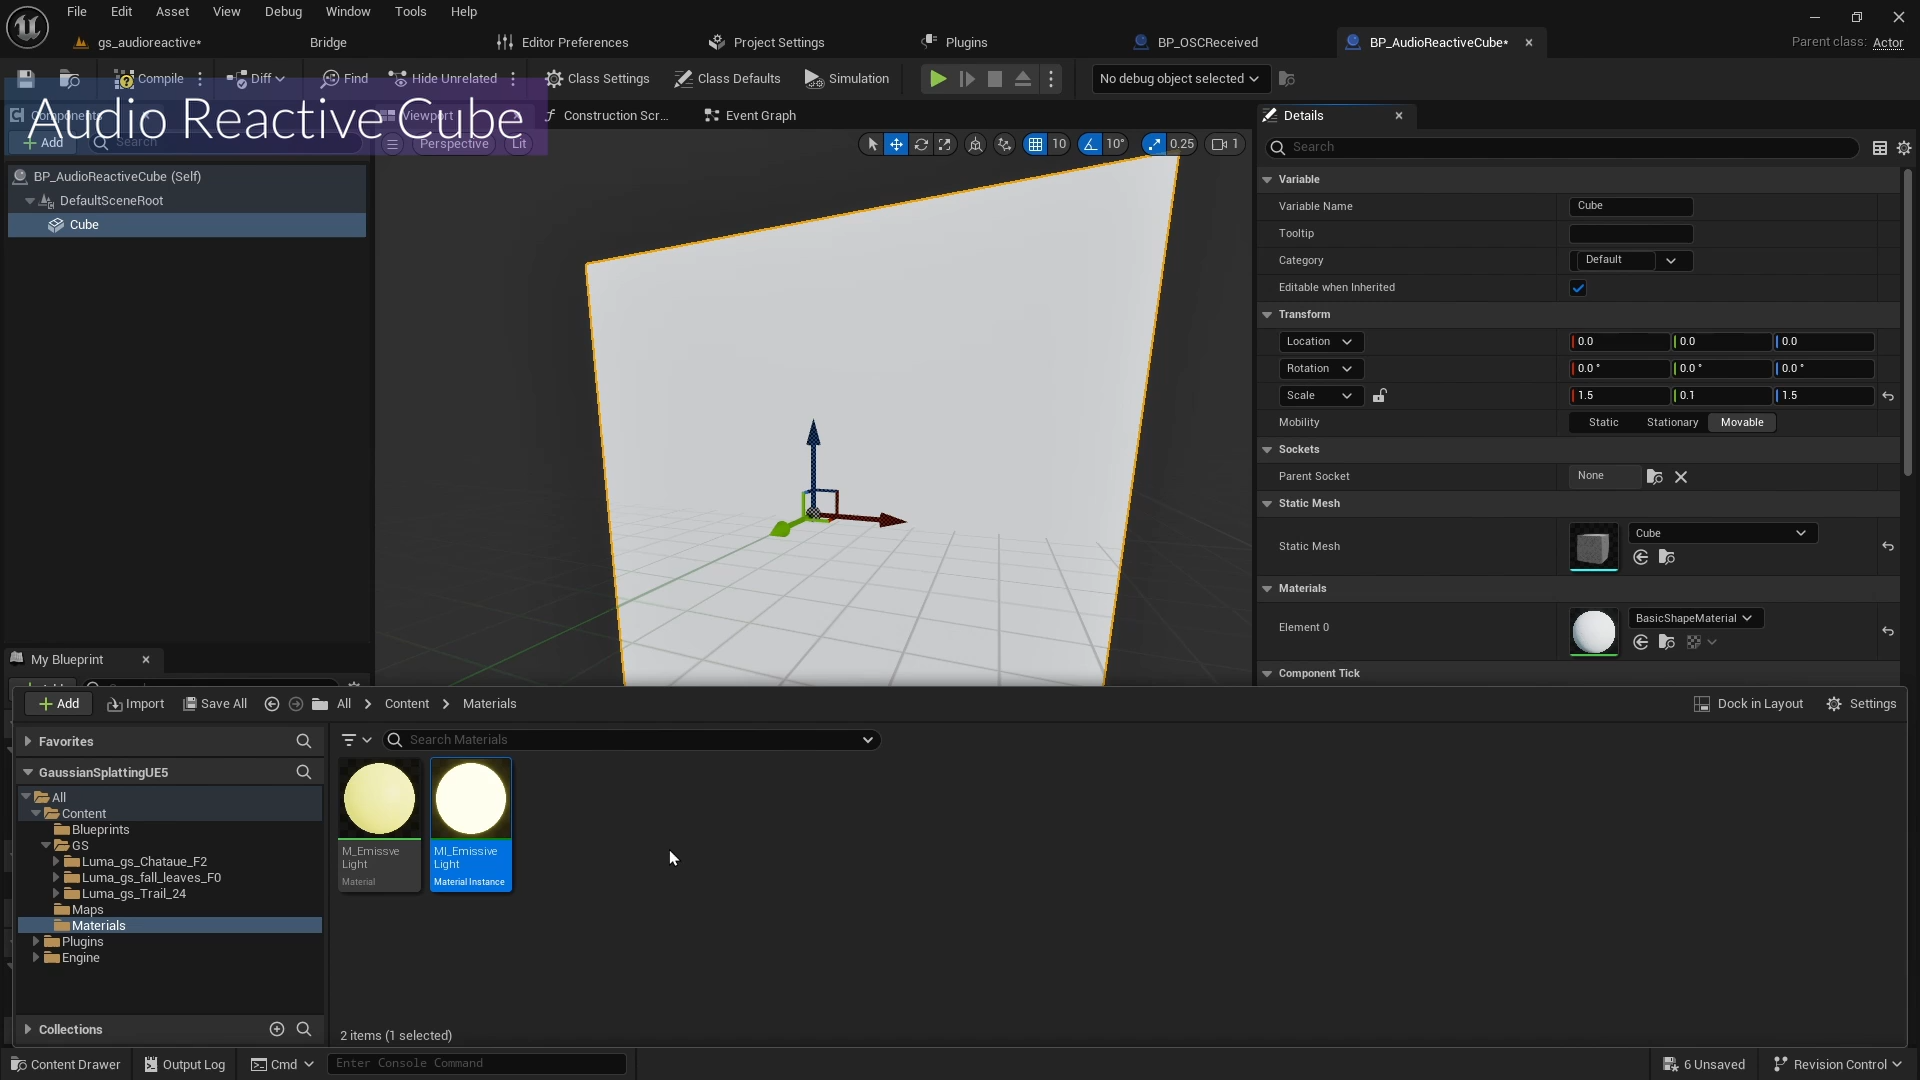 File Edit Asset View Debug Window Tools Help
gs_audioreactive* Bridge Editor Preferences Project Settings Plugins BP_OSCReceived BP_AudioReactiveCube* Parent class: Actor
Compile Diff Find Hide Unrelated Class Settings Class Defaults Simulation No debug object selected
Audio Reactive Cube
Components Viewport Construction Scr... Event Graph Details
Add Search Perspective Lit 10 10° 0.25 1 Search
BP_AudioReactiveCube (Self)
DefaultSceneRoot
Cube
Variable
Variable Name Cube
Tooltip
Category Default
Editable when Inherited
Transform
Location 0.0 0.0 0.0
Rotation 0.0 ° 0.0 ° 0.0 °
Scale 1.5 0.1 1.5
Mobility Static Stationary Movable
Sockets
Parent Socket None
Static Mesh
Static Mesh Cube
Materials
Element 0 BasicShapeMaterial
Component Tick
My Blueprint
Add Import Save All All Content Materials Dock in Layout Settings
Favorites Search Materials
GaussianSplattingUE5
All
Content
Blueprints
GS
Luma_gs_Chataue_F2
Luma_gs_fall_leaves_F0
Luma_gs_Trail_24
Maps
Materials
Plugins
Engine
M_Emissve
Light
Material
MI_Emissive
Light
Material Instance
Collections 2 items (1 selected)
Content Drawer Output Log Cmd Enter Console Command 6 Unsaved Revision Control